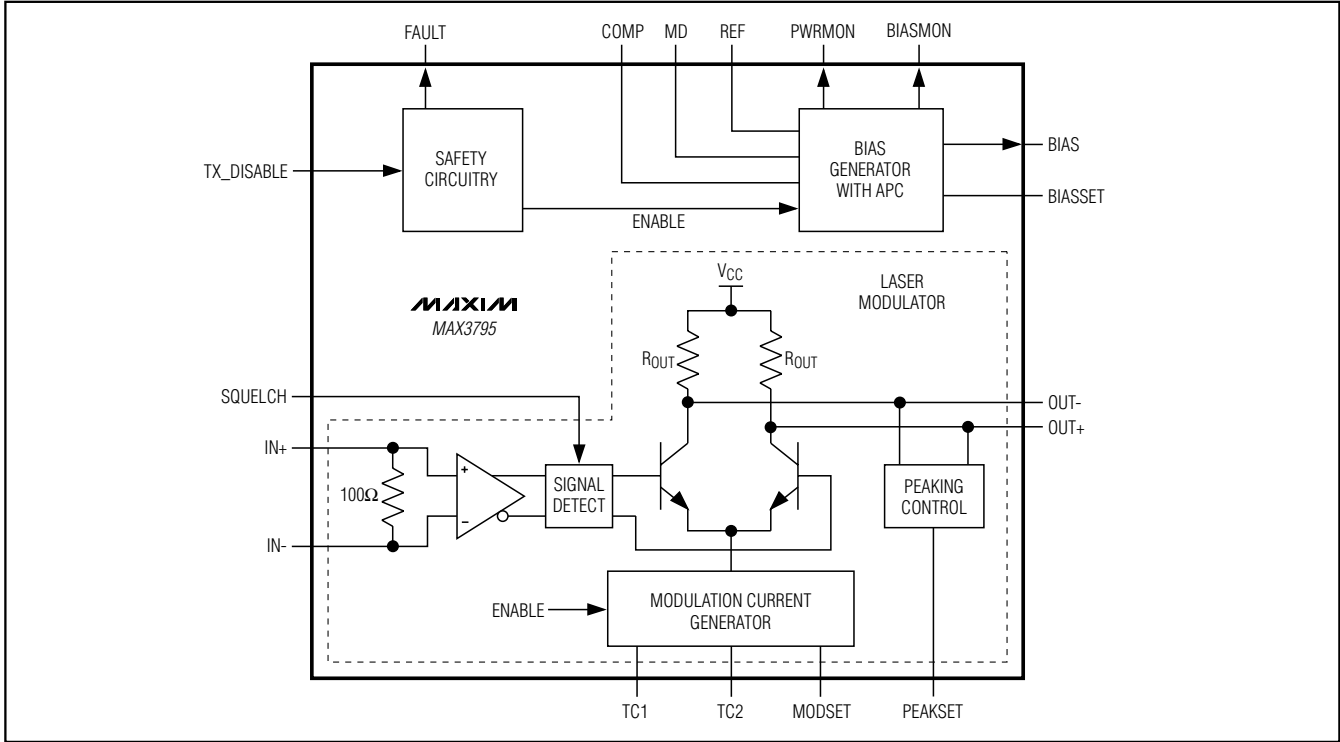 FAULT
COMP
MD
REF
PWRMON
BIASMON
SAFETY
CIRCUITRY
BIAS
GENERATOR
WITH APC
TX_DISABLE
ENABLE
BIAS
BIASSET
VCC
LASER
MODULATOR
MAXIM
MAX3795
ROUT
ROUT
SQUELCH
OUT-
OUT+
IN+
100Ω
IN-
+
-
SIGNAL
DETECT
PEAKING
CONTROL
ENABLE
MODULATION CURRENT
GENERATOR
TC1
TC2
MODSET
PEAKSET